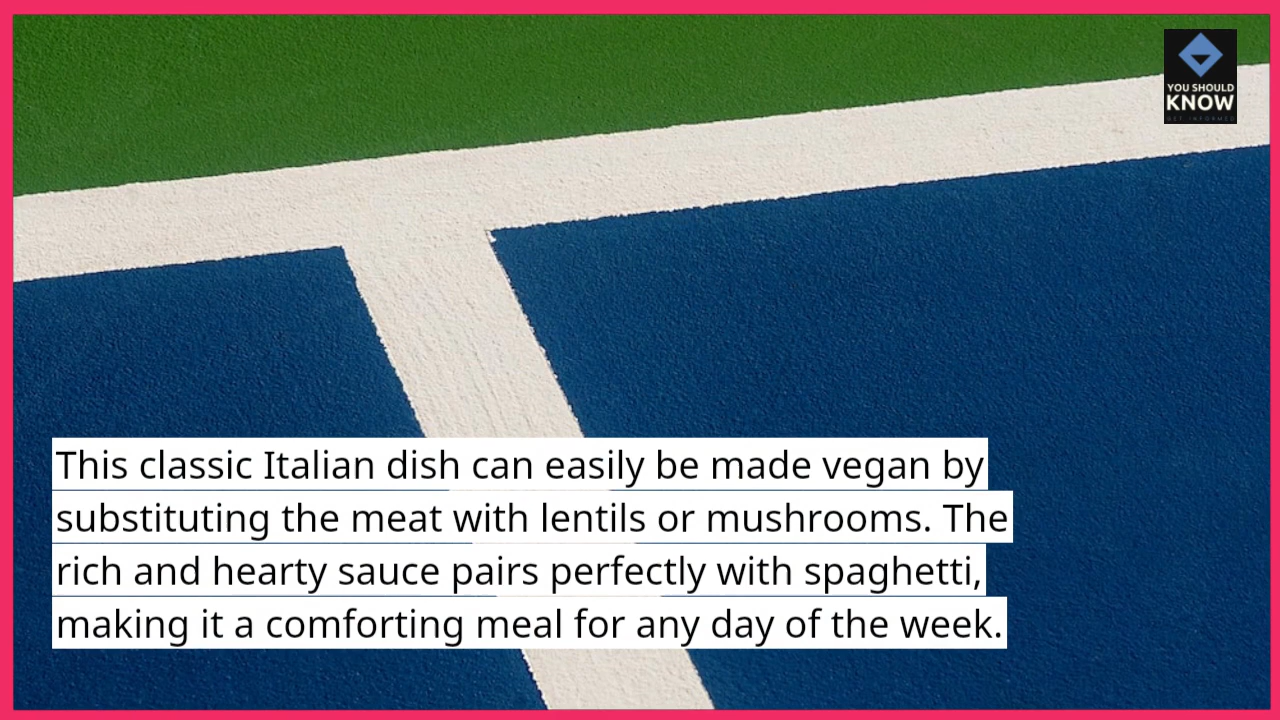 YOU SHOULD
KNOW
GET INFORMED
This classic Italian dish can easily be made vegan by
substituting the meat with lentils or mushrooms. The
rich and hearty sauce pairs perfectly with spaghetti,
making it a comforting meal for any day of the week.